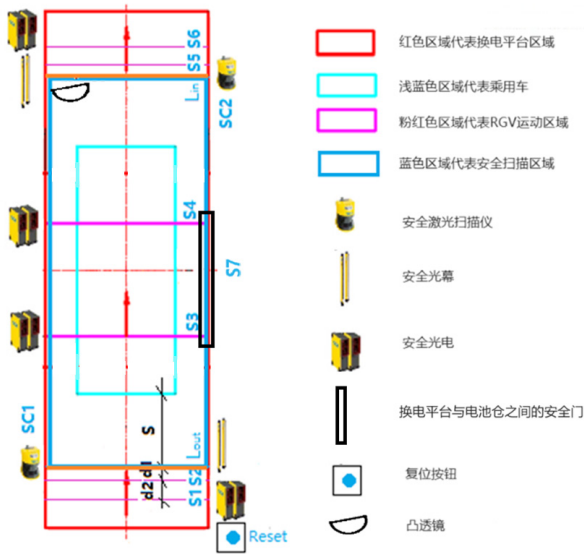 S5 S6
Lin
SC2
S4
S7
S3
SC1
S
Lout
d1
d2
S1 S2
Reset
红色区域代表换电平台区域
浅蓝色区域代表乘用车
粉红色区域代表RGV运动区域
蓝色区域代表安全扫描区域
安全激光扫描仪
安全光幕
安全光电
换电平台与电池仓之间的安全门
复位按钮
凸透镜